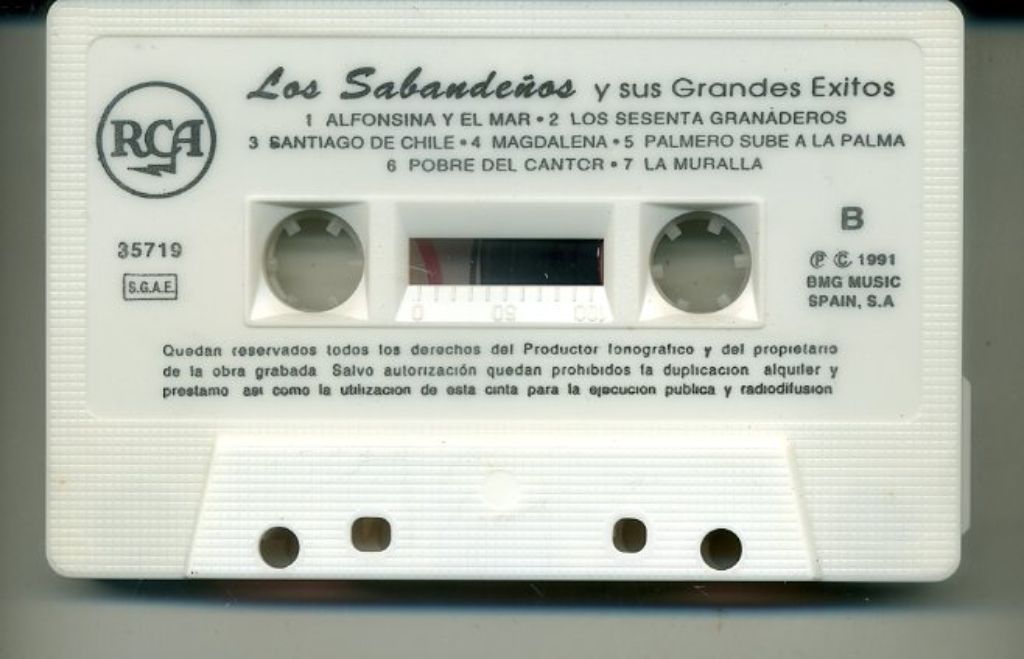 Los Sabandeños y sus Grandes Exitos
1 ALFONSINA Y EL MAR • 2 LOS SESENTA GRANADEROS
3 SANTIAGO DE CHILE • 4 MAGDALENA • 5 PALMERO SUBE A LA PALMA
6 POBRE DEL CANTOR • 7 LA MURALLA
RCA
35719
S.G.A.E.
B
Ⓟ © 1991
BMG MUSIC
SPAIN, S.A
0 50 100
Quedan reservados todos los derechos del Productor fonografico y del propietario
de la obra grabada Salvo autorización quedan prohibidos la duplicacion alquiler y
prestamo asi como la utilizacion de esta cinta para la ejecucion publica y radiodifusion